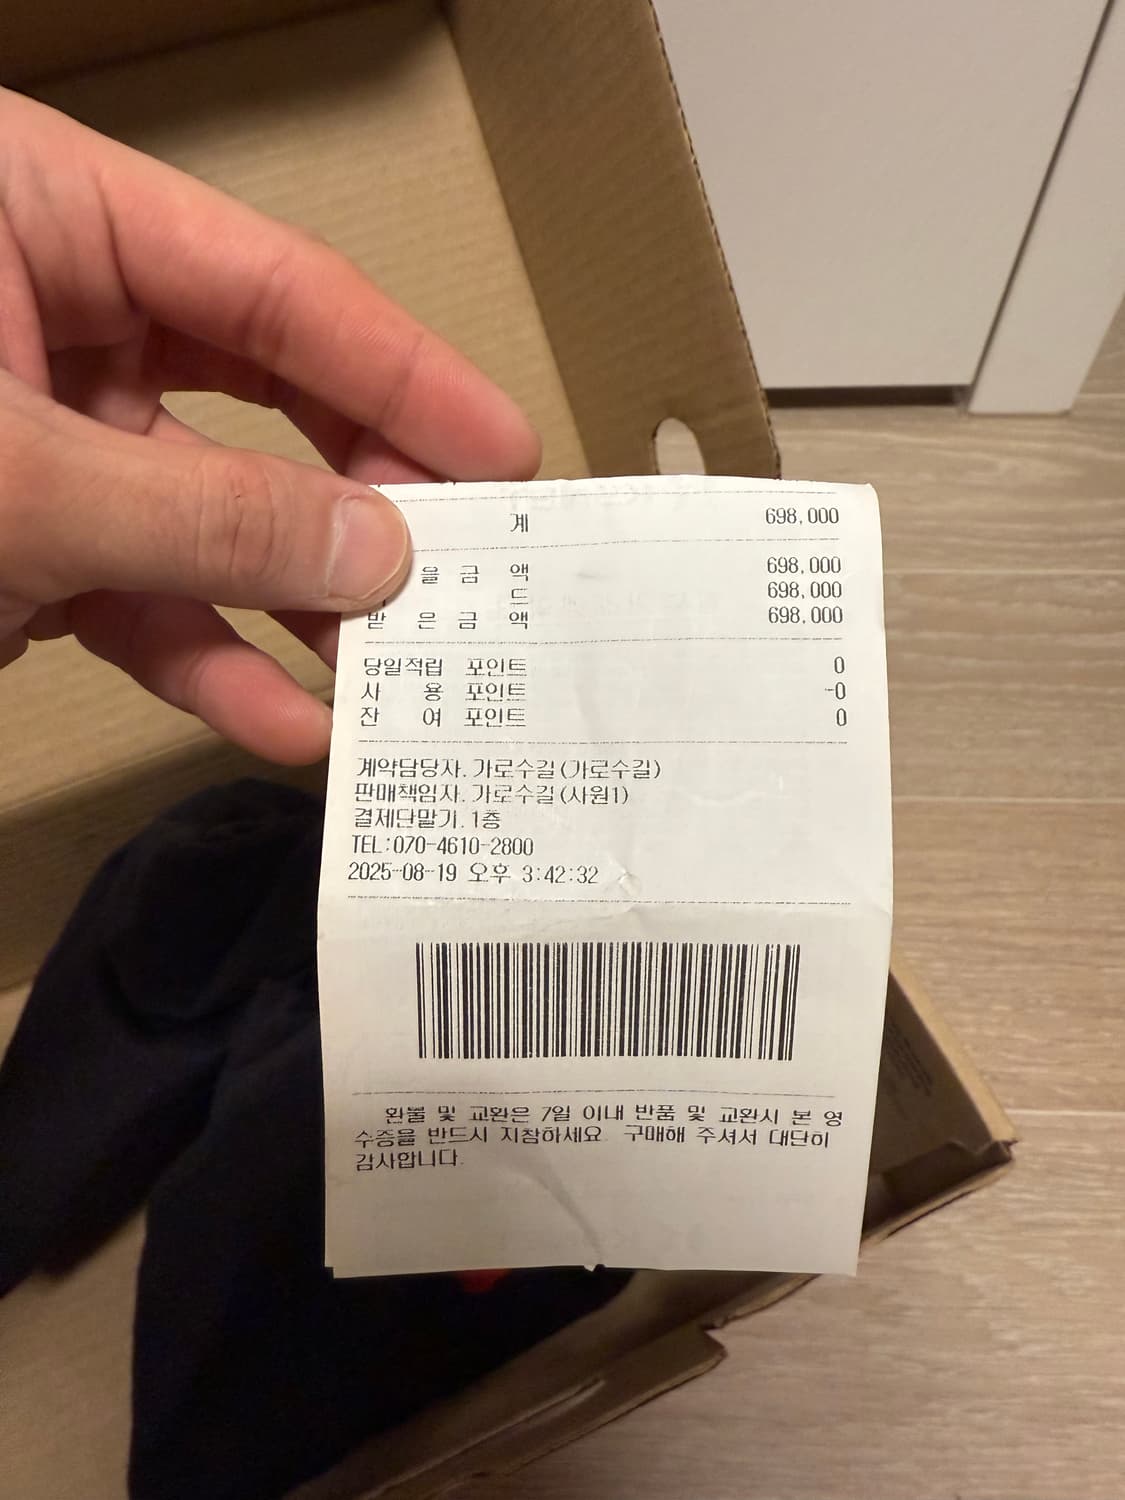 계 698,000
을 금 액 698,000
드 698,000
받 은 금 액 698,000
당일적립 포인트 0
사 용 포인트 -0
잔 여 포인트 0
계약담당자. 가로수길(가로수길)
판매책임자. 가로수길(사원1)
결제단말기. 1층
TEL:070-4610-2800
2025-08-19 오후 3:42:32
환불 및 교환은 7일 이내 반품 및 교환시 본 영
수증을 반드시 지참하세요. 구매해 주셔서 대단히
감사합니다.